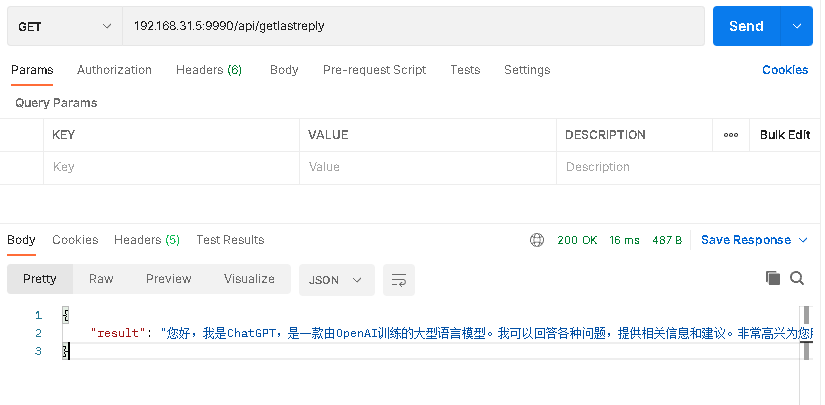 GET 192.168.31.5:9990/api/getlastreply Send
Params Authorization Headers (6) Body Pre-request Script Tests Settings Cookies
Query Params
KEY VALUE DESCRIPTION ooo Bulk Edit
Key Value Description
Body Cookies Headers (5) Test Results 200 OK 16 ms 487 B Save Response
Pretty Raw Preview Visualize JSON
1 {
2 "result": "您好，我是ChatGPT，是一款由OpenAI训练的大型语言模型。我可以回答各种问题，提供相关信息和建议。非常高兴为您
3 }